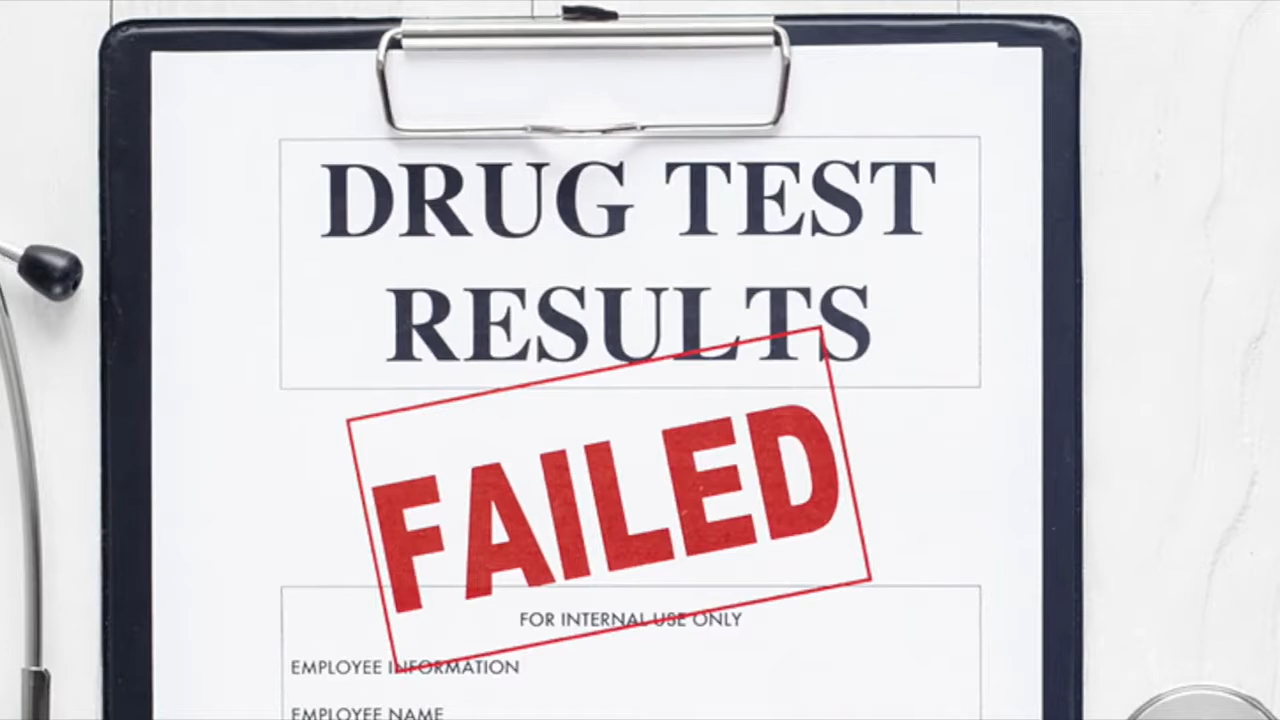 DRUG TEST
RESULTS
FAILED
FOR INTERNAL USE ONLY
EMPLOYEE INFORMATION
EMPLOYEE NAME